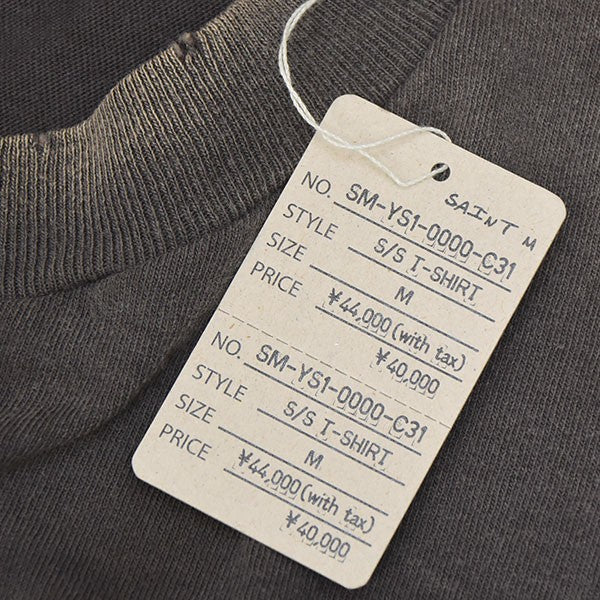 SAINT M
NO. SM-YS1-0000-C31
STYLE S/S T-SHIRT
SIZE M
PRICE ¥44,000(with tax)
¥40,000
NO. SM-YS1-0000-C31
STYLE S/S T-SHIRT
SIZE M
PRICE ¥44,000(with tax)
¥40,000